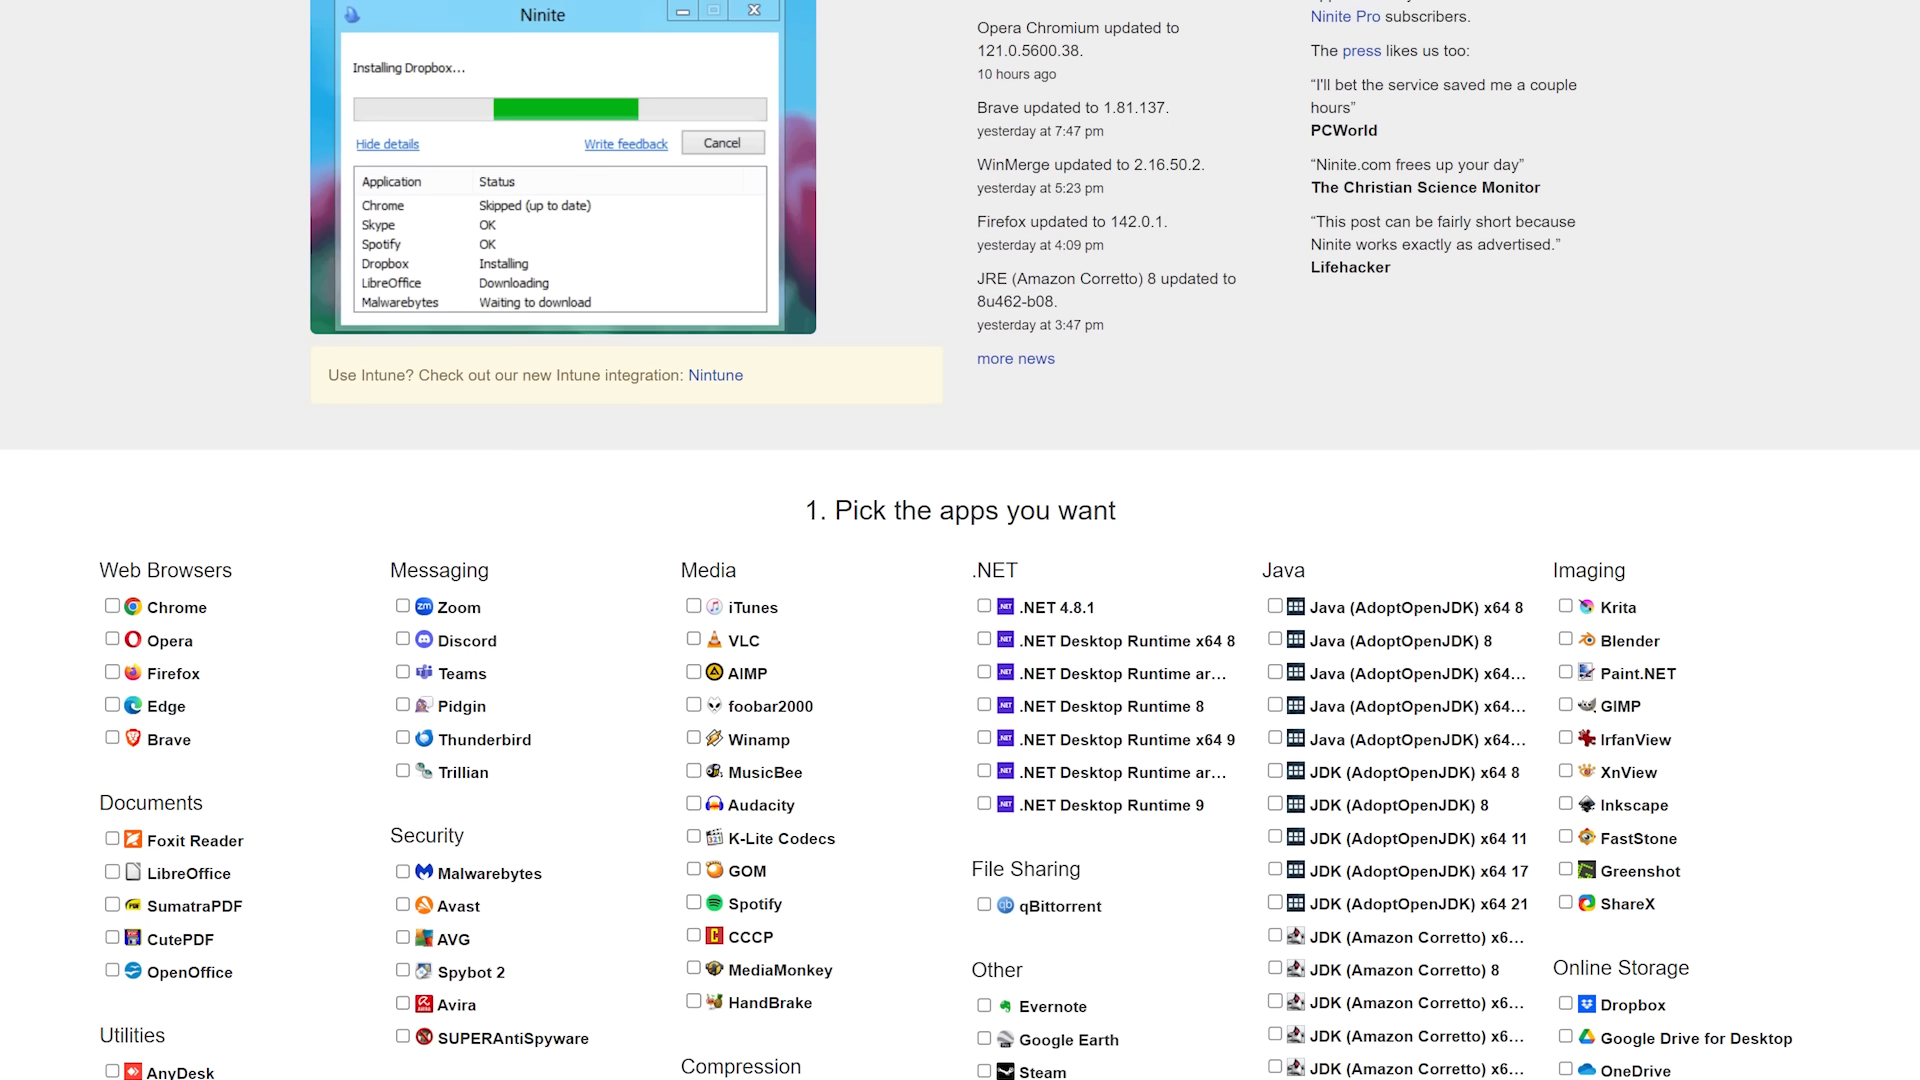 Ninite
Installing Dropbox...
Hide details
Write feedback
Cancel
Application Status
Chrome Skipped (up to date)
Skype OK
Spotify OK
Dropbox Installing
LibreOffice Downloading
Malwarebytes Waiting to download
Use Intune? Check out our new Intune integration: Nintune
Opera Chromium updated to
121.0.5600.38.
10 hours ago
Brave updated to 1.81.137.
yesterday at 7:47 pm
WinMerge updated to 2.16.50.2.
yesterday at 5:23 pm
Firefox updated to 142.0.1.
yesterday at 4:09 pm
JRE (Amazon Corretto) 8 updated to
8u462-b08.
yesterday at 3:47 pm
more news
Ninite Pro subscribers.
The press likes us too:
“I'll bet the service saved me a couple
hours”
PCWorld
“Ninite.com frees up your day”
The Christian Science Monitor
“This post can be fairly short because
Ninite works exactly as advertised.”
Lifehacker
1. Pick the apps you want
Web Browsers
Chrome
Opera
Firefox
Edge
Brave
Documents
Foxit Reader
LibreOffice
SumatraPDF
CutePDF
OpenOffice
Utilities
AnyDesk
Messaging
Zoom
Discord
Teams
Pidgin
Thunderbird
Trillian
Security
Malwarebytes
Avast
AVG
Spybot 2
Avira
SUPERAntiSpyware
Media
iTunes
VLC
AIMP
foobar2000
Winamp
MusicBee
Audacity
K-Lite Codecs
GOM
Spotify
CCCP
MediaMonkey
HandBrake
Compression
.NET
.NET 4.8.1
.NET Desktop Runtime x64 8
.NET Desktop Runtime ar...
.NET Desktop Runtime 8
.NET Desktop Runtime x64 9
.NET Desktop Runtime ar...
.NET Desktop Runtime 9
File Sharing
qBittorrent
Other
Evernote
Google Earth
Steam
Java
Java (AdoptOpenJDK) x64 8
Java (AdoptOpenJDK) 8
Java (AdoptOpenJDK) x64...
Java (AdoptOpenJDK) x64...
Java (AdoptOpenJDK) x64...
JDK (AdoptOpenJDK) x64 8
JDK (AdoptOpenJDK) 8
JDK (AdoptOpenJDK) x64 11
JDK (AdoptOpenJDK) x64 17
JDK (AdoptOpenJDK) x64 21
JDK (Amazon Corretto) x6...
JDK (Amazon Corretto) 8
JDK (Amazon Corretto) x6...
JDK (Amazon Corretto) x6...
JDK (Amazon Corretto) x6...
Imaging
Krita
Blender
Paint.NET
GIMP
IrfanView
XnView
Inkscape
FastStone
Greenshot
ShareX
Online Storage
Dropbox
Google Drive for Desktop
OneDrive